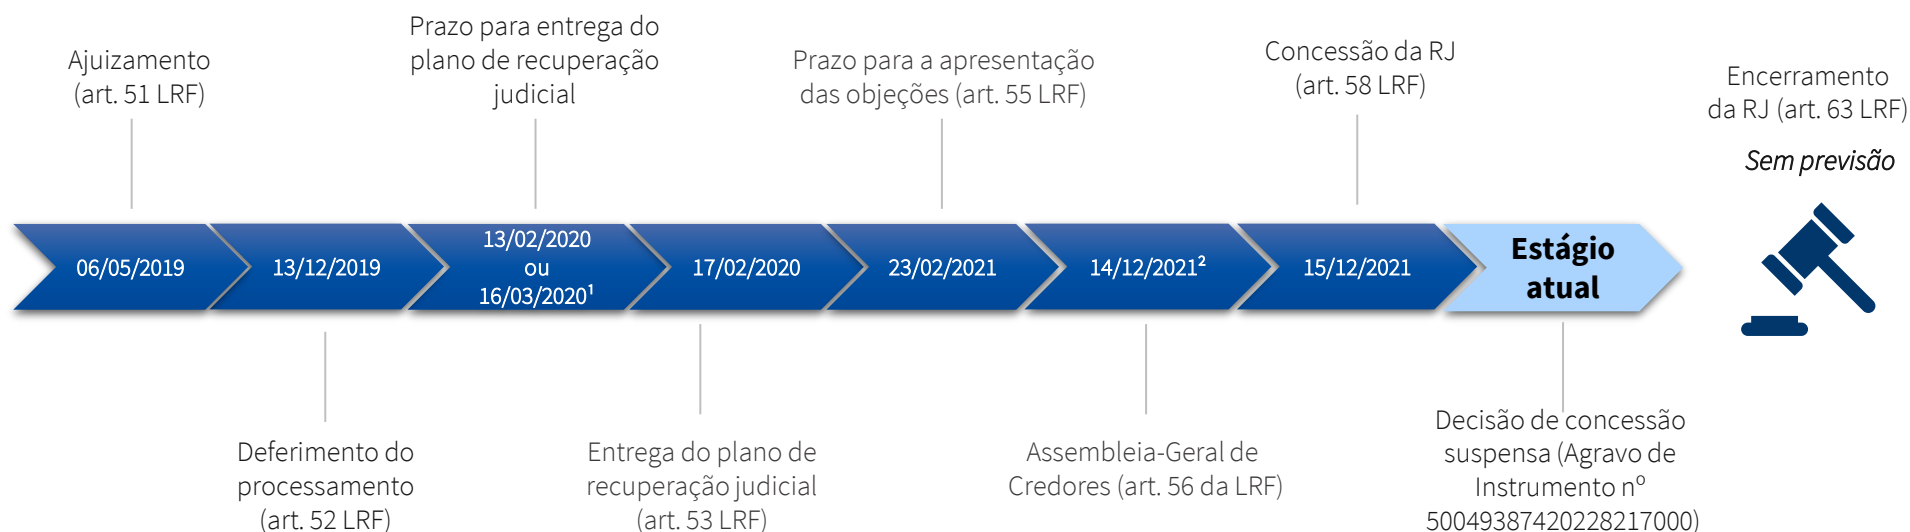 Ajuizamento
(art. 51 LRF)
Prazo para entrega do
plano de recuperação
judicial
Prazo para a apresentação
das objeções (art. 55 LRF)
Concessão da RJ
(art. 58 LRF)
Encerramento
da RJ (art. 63 LRF)
Sem previsão
06/05/2019
13/12/2019
13/02/2020
ou
16/03/2020¹
17/02/2020
23/02/2021
14/12/2021²
15/12/2021
Estágio
atual
Deferimento do
processamento
(art. 52 LRF)
Entrega do plano de
recuperação judicial
(art. 53 LRF)
Assembleia-Geral de
Credores (art. 56 da LRF)
Decisão de concessão
suspensa (Agravo de
Instrumento nº
50049387420228217000)